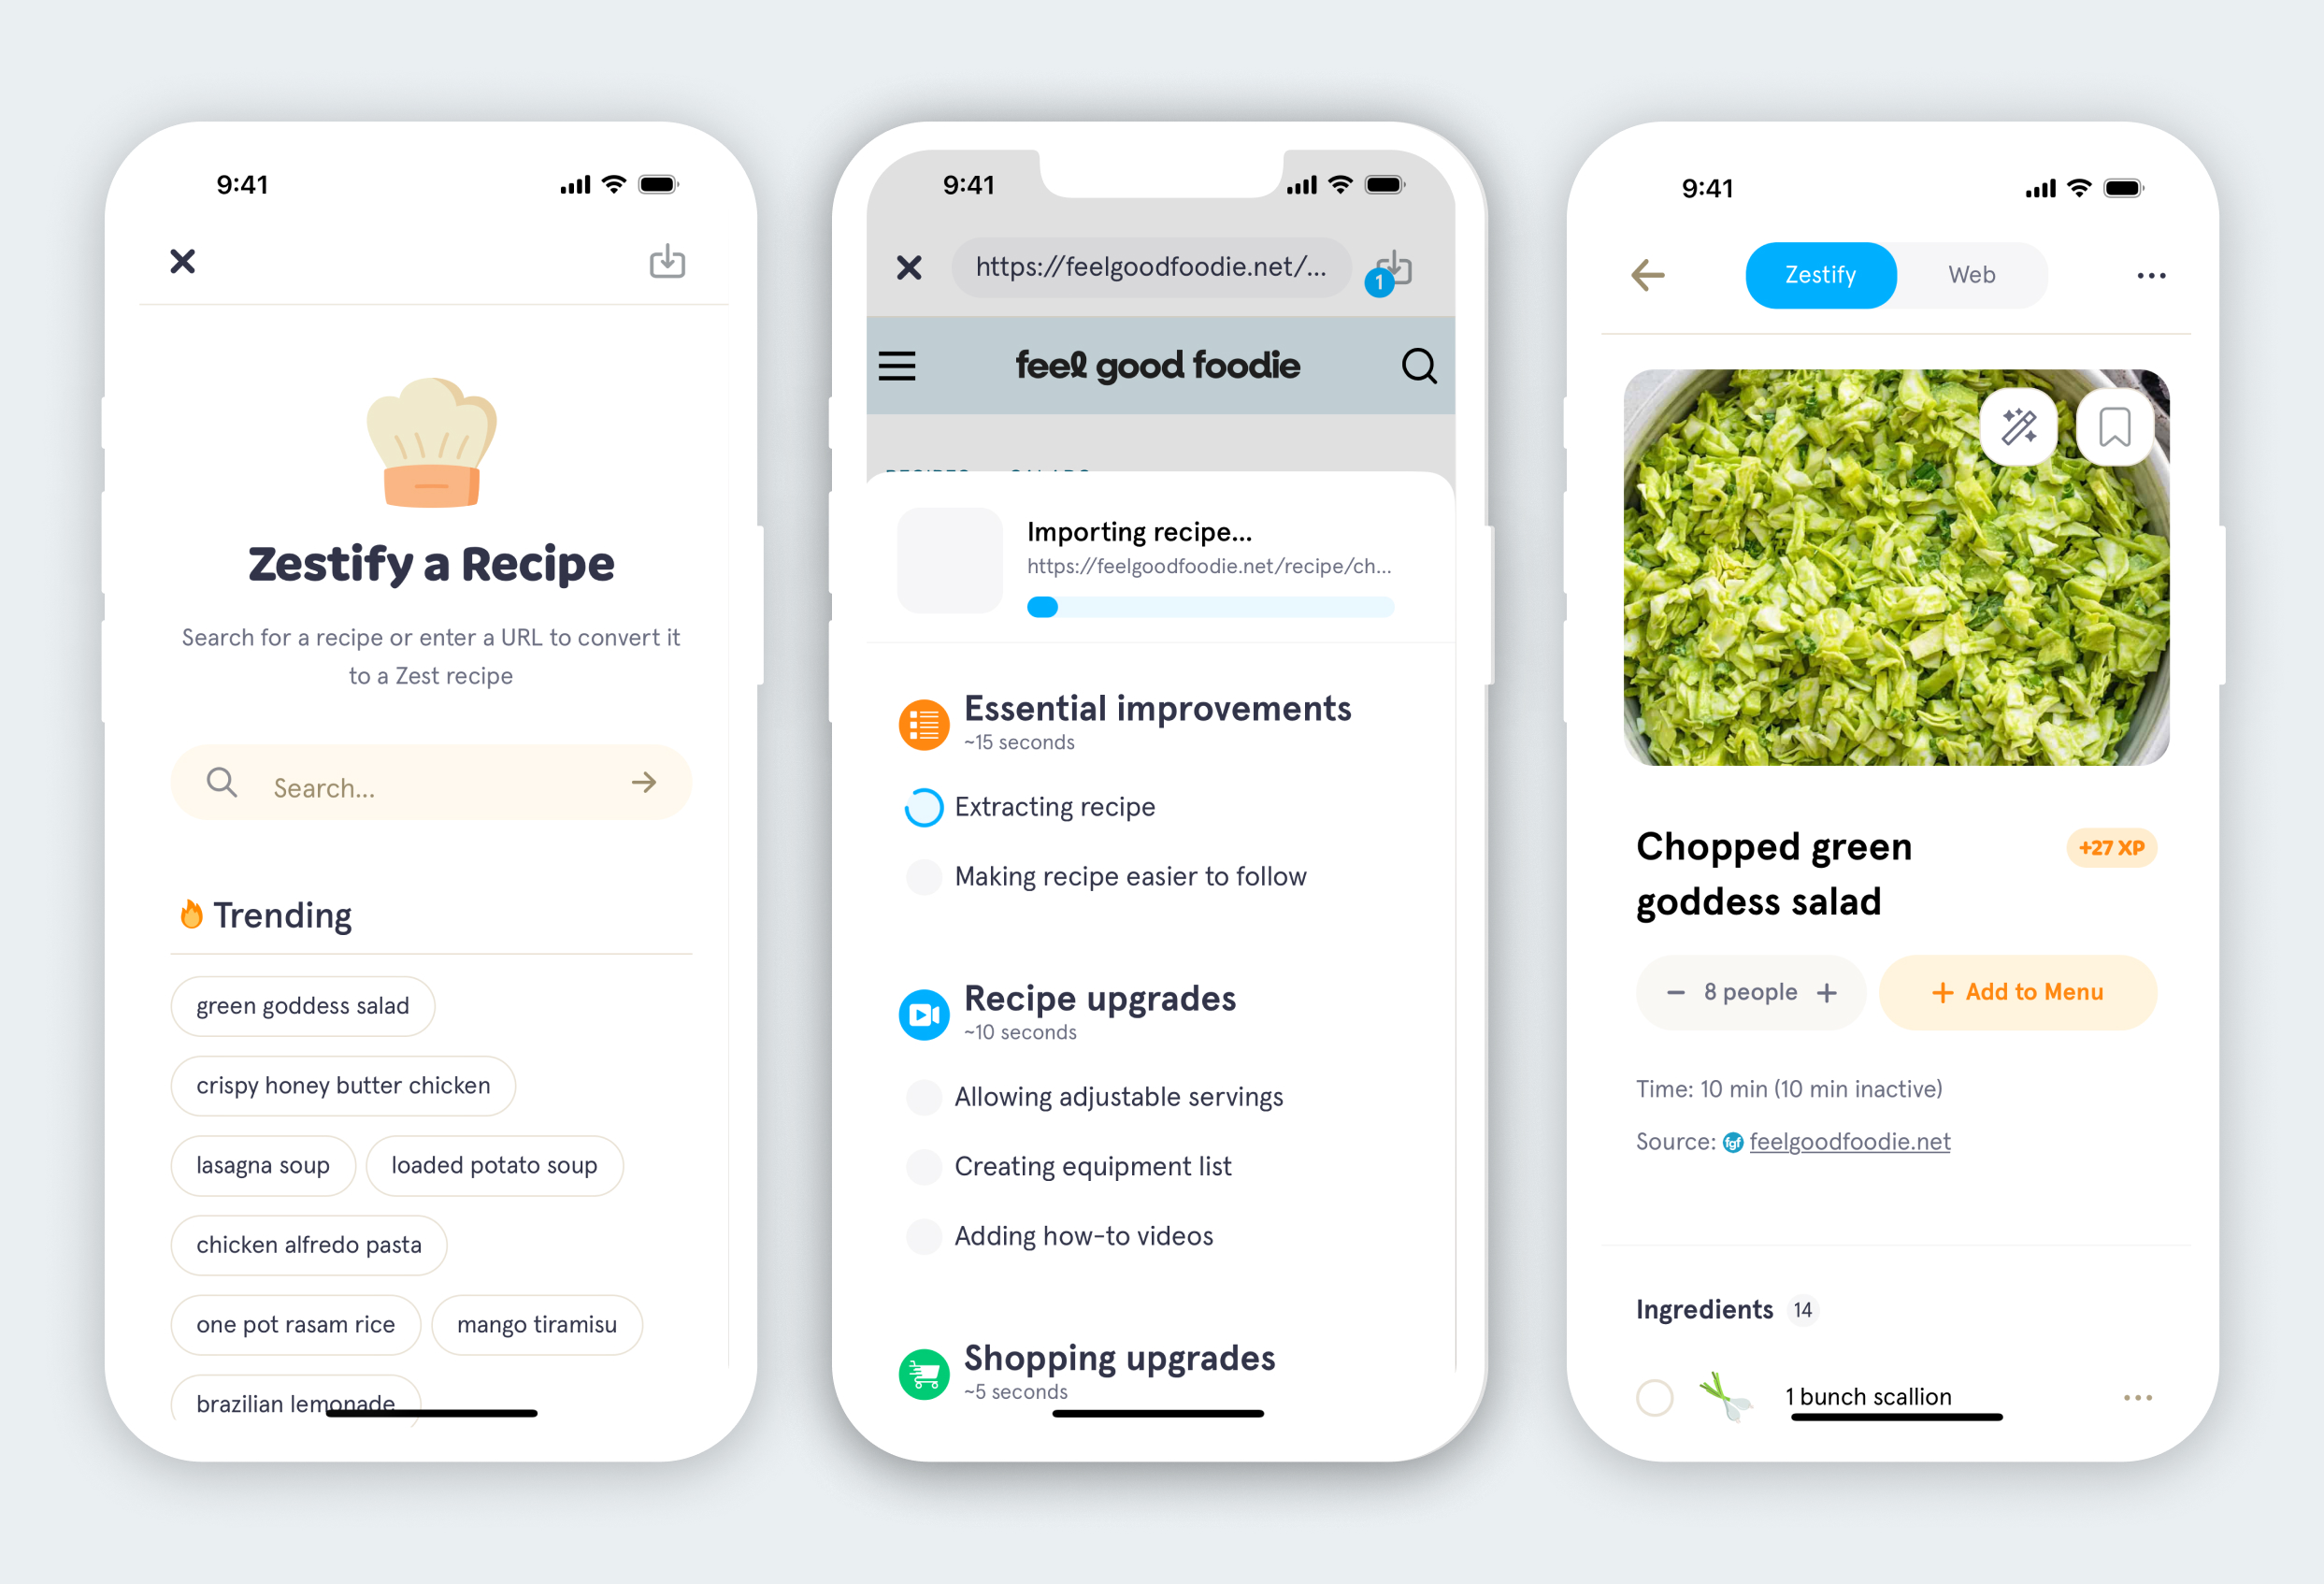 9:41
Zestify a Recipe
Search for a recipe or enter a URL to convert it
to a Zest recipe
Search...
Trending
green goddess salad
crispy honey butter chicken
lasagna soup
loaded potato soup
chicken alfredo pasta
one pot rasam rice
mango tiramisu
brazilian lemonade
9:41
https://feelgoodfoodie.net/...
1
feel good foodie
Importing recipe...
https://feelgoodfoodie.net/recipe/ch...
Essential improvements
~15 seconds
Extracting recipe
Making recipe easier to follow
Recipe upgrades
~10 seconds
Allowing adjustable servings
Creating equipment list
Adding how-to videos
Shopping upgrades
~5 seconds
9:41
Zestify
Web
Chopped green
goddess salad
+27 XP
8 people
Add to Menu
Time: 10 min (10 min inactive)
Source: fgf feelgoodfoodie.net
Ingredients 14
1 bunch scallion